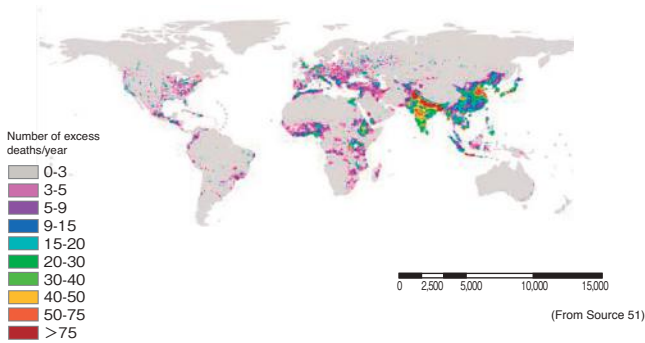 Number of excess
deaths/year
0-3
3-5
5-9
9-15
15-20
20-30
30-40
40-50
50-75
>75
0 2,500 5,000 10,000 15,000
(From Source 51)